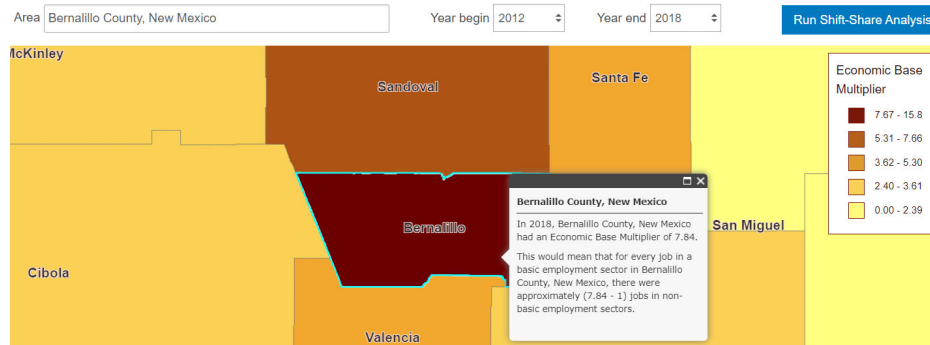 Area Bernalillo County, New Mexico Year begin 2012 Year end 2018 Run Shift-Share Analysis
McKinley
Sandoval
Santa Fe
Economic Base
Multiplier
7.67 - 15.8
5.31 - 7.66
3.62 - 5.30
2.40 - 3.61
0.00 - 2.39
Bernalillo County, New Mexico
In 2018, Bernalillo County, New Mexico
had an Economic Base Multiplier of 7.84.
This would mean that for every job in a
basic employment sector in Bernalillo
County, New Mexico, there were
approximately (7.84 - 1) jobs in non-
basic employment sectors.
Bernalillo
San Miguel
Cibola
Valencia